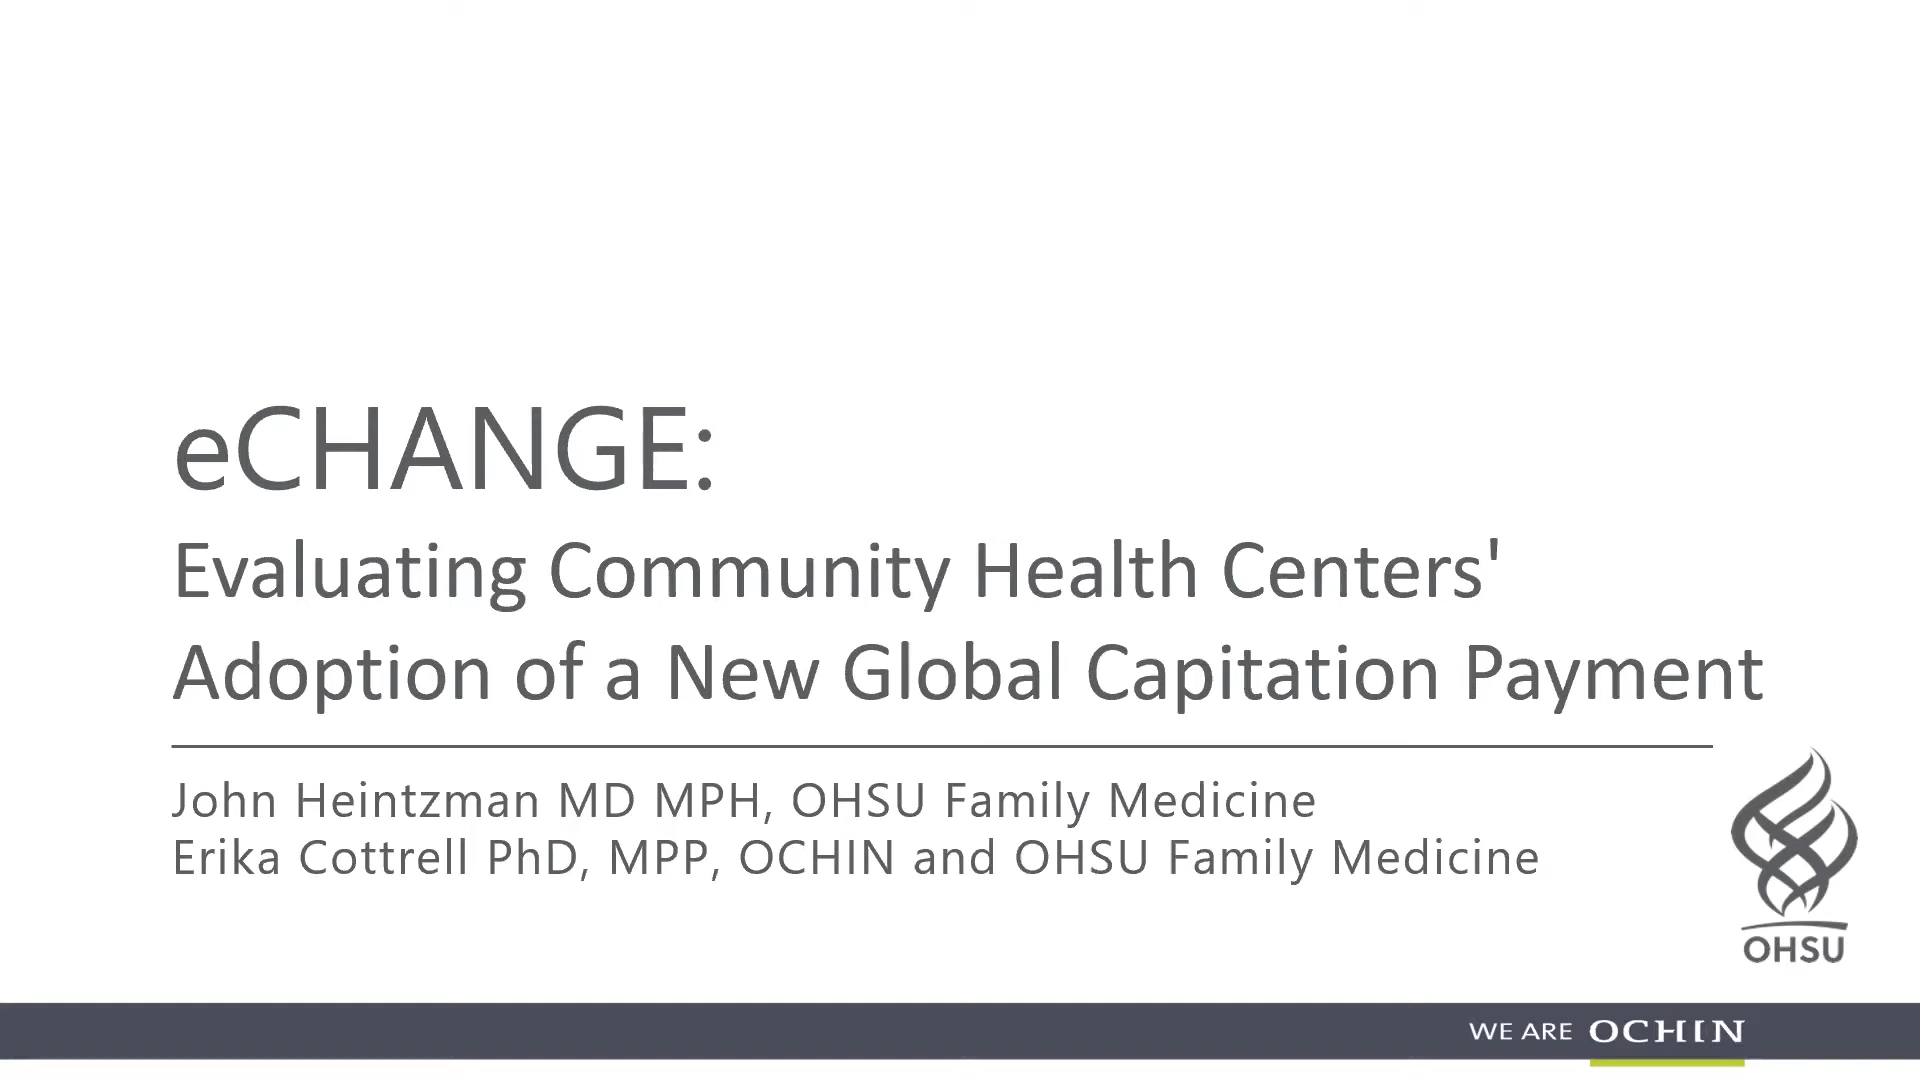 eCHANGE:
Evaluating Community Health Centers'
Adoption of a New Global Capitation Payment
John Heintzman MD MPH, OHSU Family Medicine
Erika Cottrell PhD, MPP, OCHIN and OHSU Family Medicine
OHSU
WE ARE OCHIN